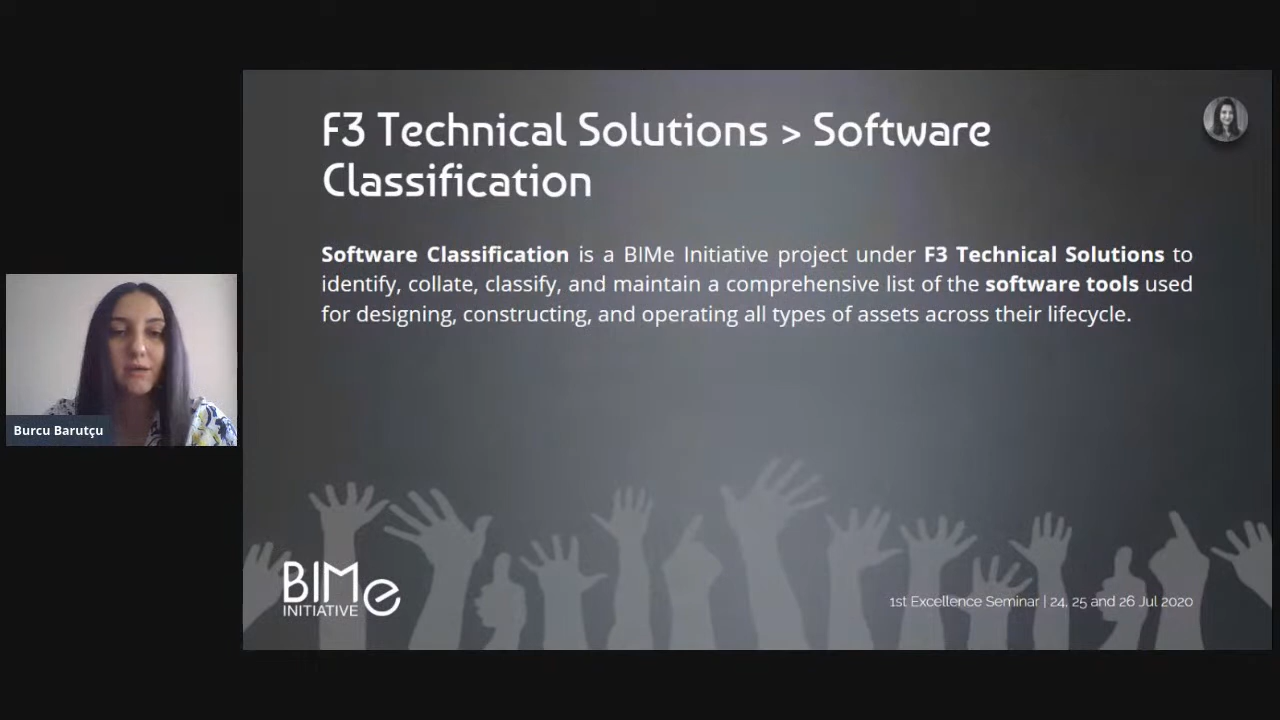 F3 Technical Solutions > Software
Classification
Software Classification is a BIMe Initiative project under F3 Technical Solutions to
identify, collate, classify, and maintain a comprehensive list of the software tools used
for designing, constructing, and operating all types of assets across their lifecycle.
Burcu Barutçu
BIMe
INITIATIVE
1st Excellence Seminar | 24, 25 and 26 Jul 2020